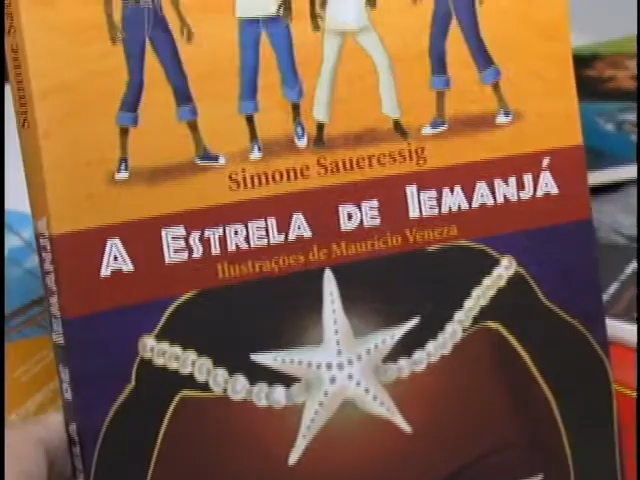 Simone Saueressig
A ESTRELA DE IEMANJÁ
Ilustrações de Maurício Veneza